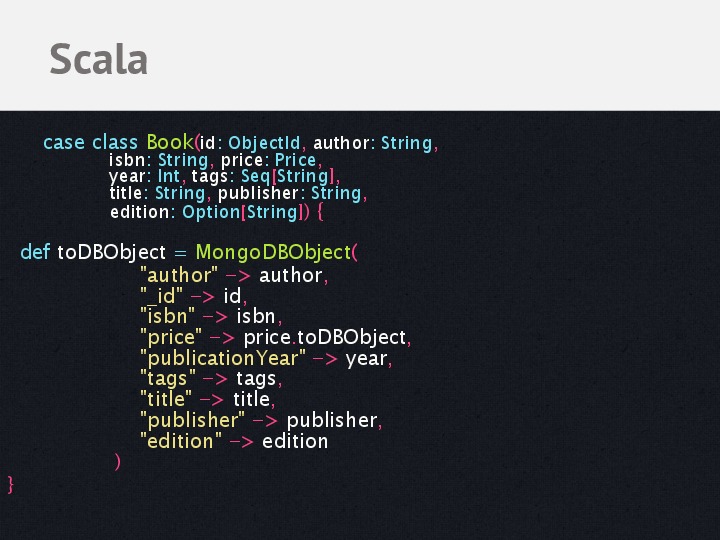 Scala
case class Book(id: ObjectId, author: String,
isbn: String, price: Price,
year: Int, tags: Seq[String],
title: String, publisher: String,
edition: Option[String]) {
def toDBObject = MongoDBObject(
"author" -> author,
"_id" -> id,
"isbn" -> isbn,
"price" -> price.toDBObject,
"publicationYear" -> year,
"tags" -> tags,
"title" -> title,
"publisher" -> publisher,
"edition" -> edition
)
}